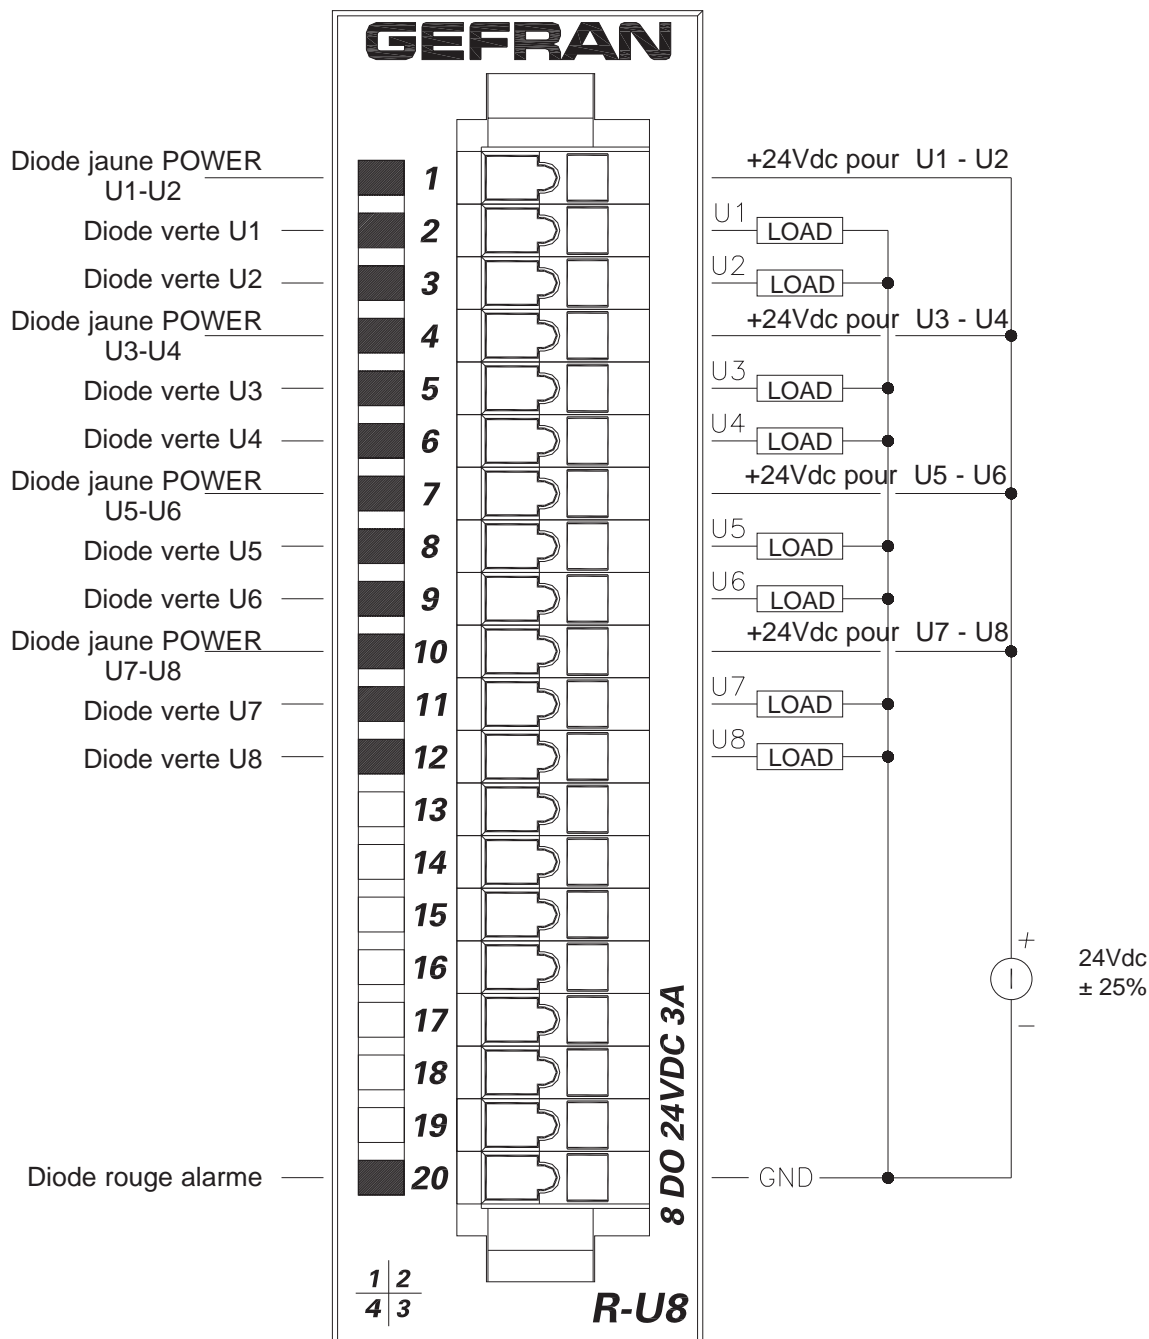 GEFRAN
Diode jaune POWER
U1-U2
1
+24Vdc pour U1 - U2
Diode verte U1
2
U1
LOAD
Diode verte U2
3
U2
LOAD
Diode jaune POWER
U3-U4
4
+24Vdc pour U3 - U4
Diode verte U3
5
U3
LOAD
Diode verte U4
6
U4
LOAD
Diode jaune POWER
U5-U6
7
+24Vdc pour U5 - U6
Diode verte U5
8
U5
LOAD
Diode verte U6
9
U6
LOAD
Diode jaune POWER
U7-U8
10
+24Vdc pour U7 - U8
Diode verte U7
11
U7
LOAD
Diode verte U8
12
U8
LOAD
13
14
15
16
17
18
19
+
24Vdc
± 25%
–
Diode rouge alarme
20
GND
8 DO 24VDC 3A
1 2
4 3
R-U8